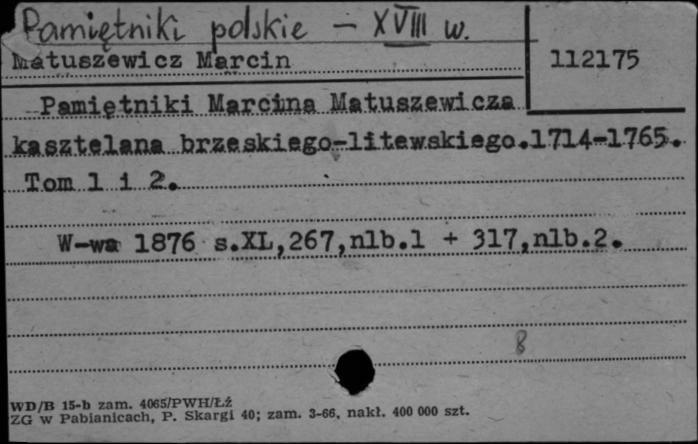 Pamiętniki polskie - XVIII w.
Matuszewicz Marcin
112175
Pamiętniki Marcina Matuszewicza
kasztelana brzeskiego-litewskiego.1714-1765.
Tom 1 i 2.
W-wa 1876 s.XL,267,nlb.1 + 317,nlb.2.
8
WD/B 15-b zam. 4065/PWH/Łź
ZG w Pabianicach, P. Skargi 40; zam. 3-66, nakł. 400 000 szt.